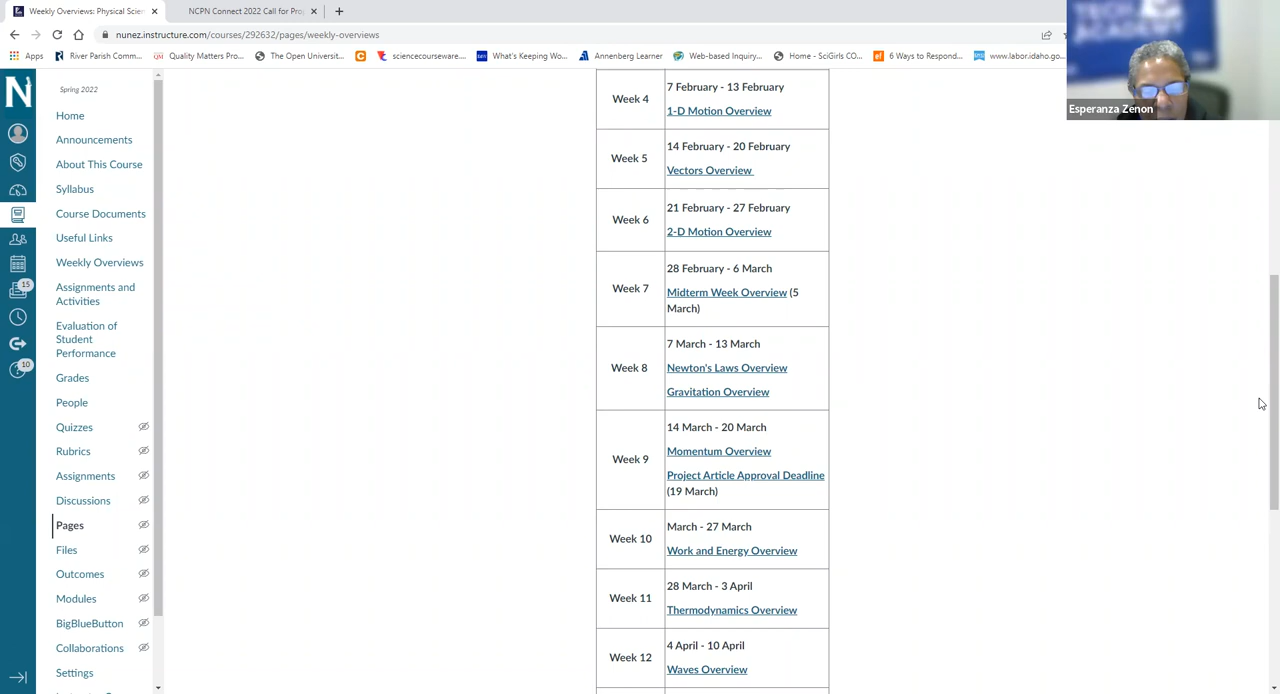 Weekly Overviews: Physical Scien
NCPN Connect 2022 Call for Pro
nunez.instructure.com/courses/292632/pages/weekly-overviews
Apps
River Parish Comm...
Quality Matters Pro...
The Open Universit...
sciencecourseware...
What's Keeping Wo...
Annenberg Learner
Web-based Inquiry...
Home - SciGirls CO...
6 Ways to Respond...
www.labor.idaho.go...
TECH
ACADEMY
Esperanza Zenon
N
15
10
Spring 2022
Home
Announcements
About This Course
Syllabus
Course Documents
Useful Links
Weekly Overviews
Assignments and
Activities
Evaluation of
Student
Performance
Grades
People
Quizzes
Rubrics
Assignments
Discussions
Pages
Files
Outcomes
Modules
BigBlueButton
Collaborations
Settings
Week 4
7 February - 13 February
1-D Motion Overview
Week 5
14 February - 20 February
Vectors Overview
Week 6
21 February - 27 February
2-D Motion Overview
Week 7
28 February - 6 March
Midterm Week Overview (5
March)
Week 8
7 March - 13 March
Newton's Laws Overview
Gravitation Overview
Week 9
14 March - 20 March
Momentum Overview
Project Article Approval Deadline
(19 March)
Week 10
March - 27 March
Work and Energy Overview
Week 11
28 March - 3 April
Thermodynamics Overview
Week 12
4 April - 10 April
Waves Overview